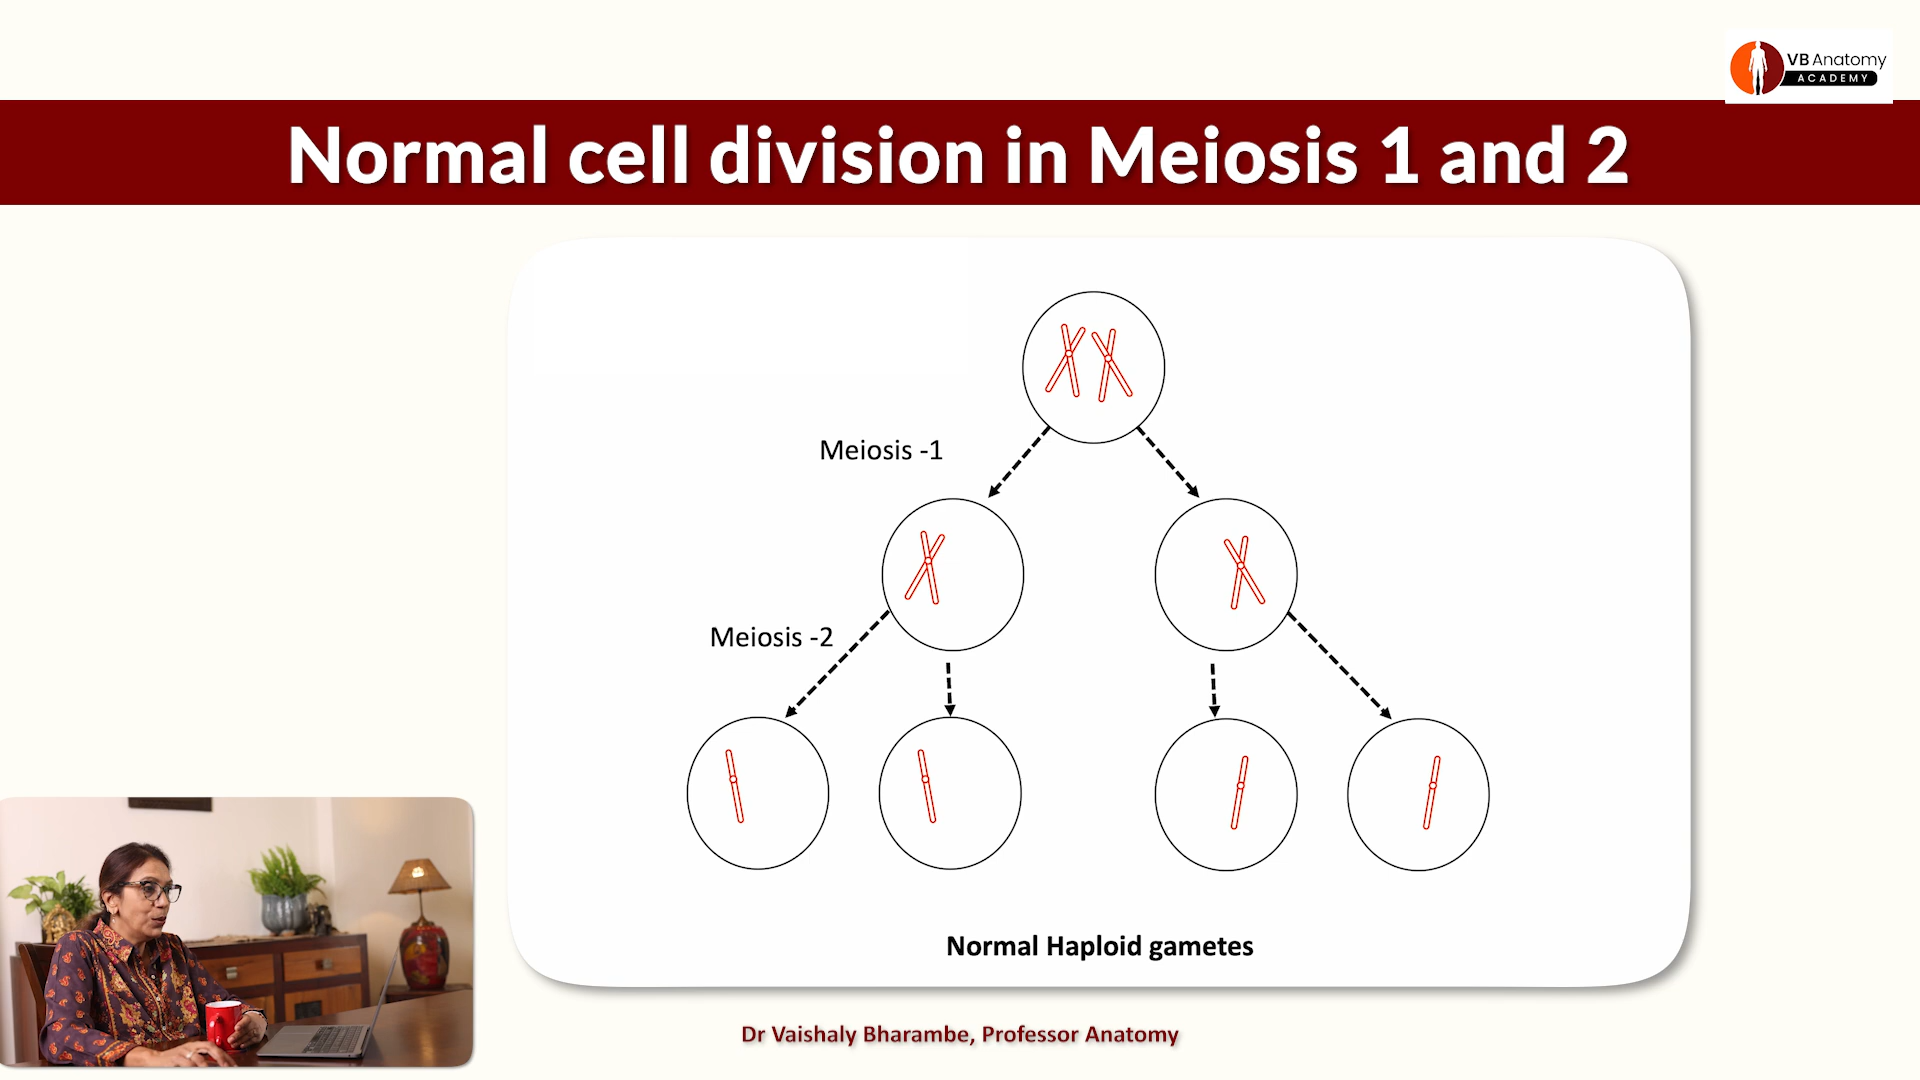 VB Anatomy
ACADEMY
Normal cell division in Meiosis 1 and 2
Meiosis -1
Meiosis -2
Normal Haploid gametes
Dr Vaishaly Bharambe, Professor Anatomy